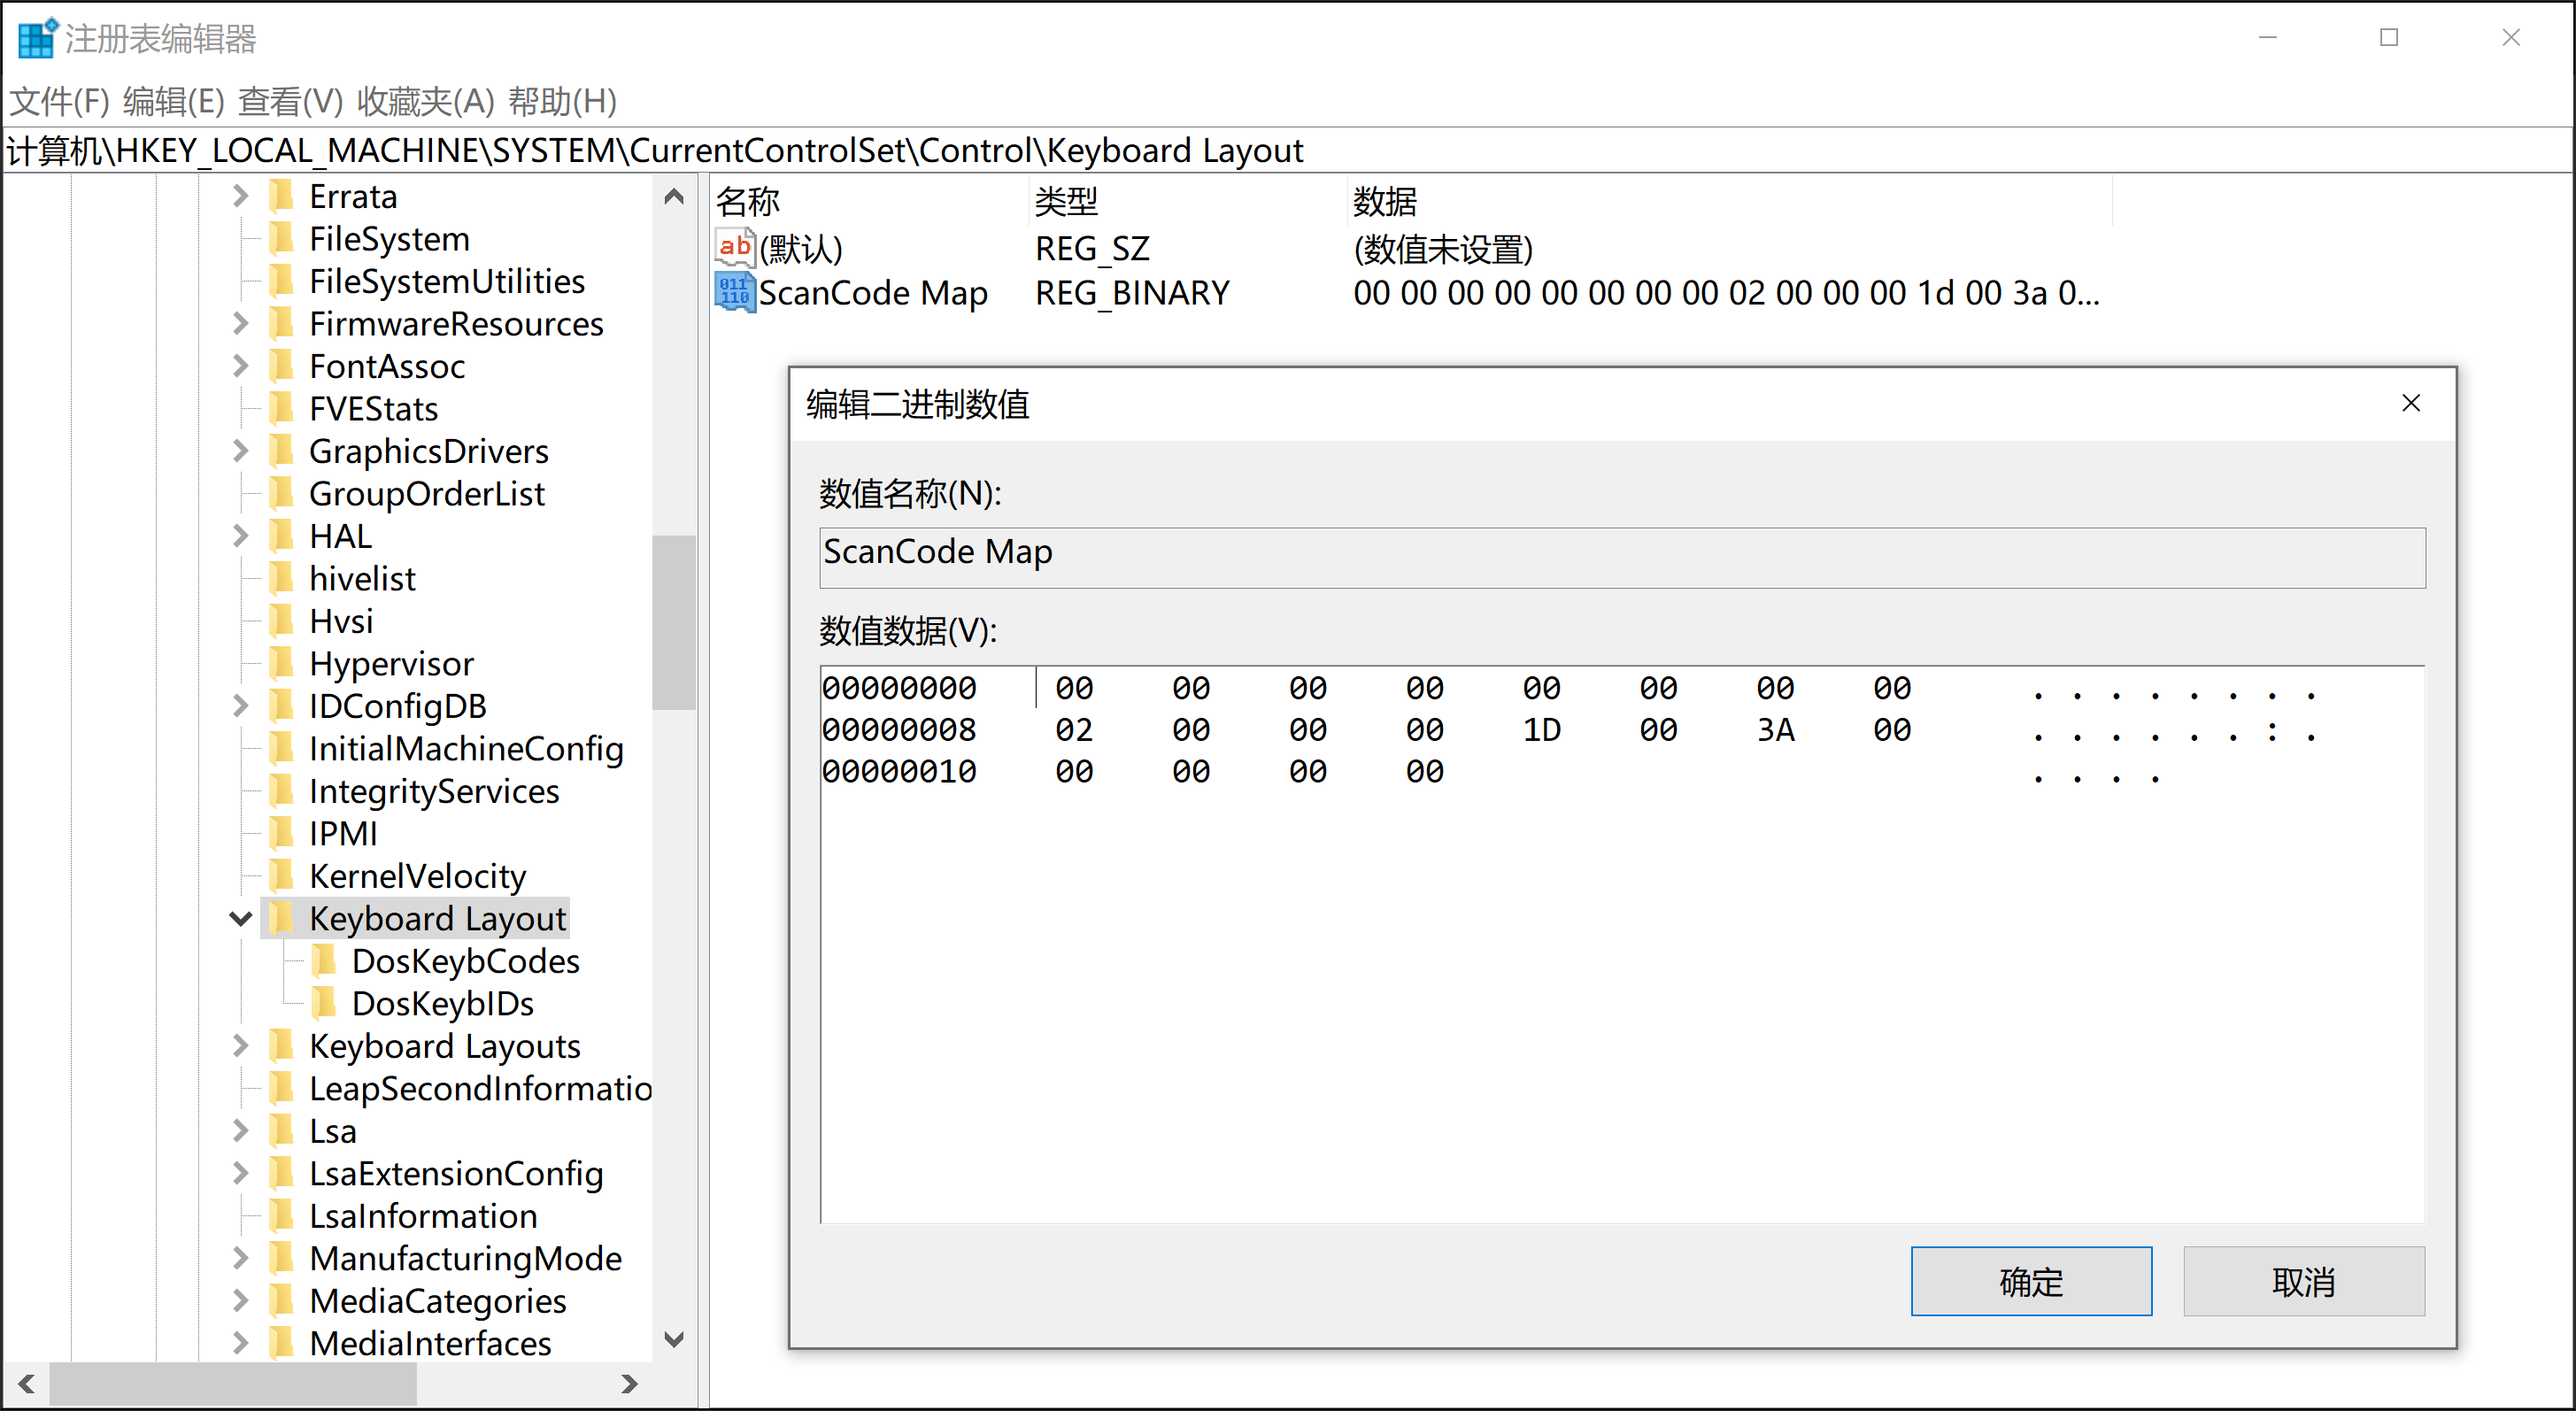 注册表编辑器
文件(F) 编辑(E) 查看(V) 收藏夹(A) 帮助(H)
计算机\HKEY_LOCAL_MACHINE\SYSTEM\CurrentControlSet\Control\Keyboard Layout
Errata
FileSystem
FileSystemUtilities
FirmwareResources
FontAssoc
FVEStats
GraphicsDrivers
GroupOrderList
HAL
hivelist
Hvsi
Hypervisor
IDConfigDB
InitialMachineConfig
IntegrityServices
IPMI
KernelVelocity
Keyboard Layout
DosKeybCodes
DosKeybIDs
Keyboard Layouts
LeapSecondInformatio
Lsa
LsaExtensionConfig
LsaInformation
ManufacturingMode
MediaCategories
MediaInterfaces
名称 类型 数据
ab (默认) REG_SZ (数值未设置)
011 110 ScanCode Map REG_BINARY 00 00 00 00 00 00 00 00 02 00 00 00 1d 00 3a 0...
编辑二进制数值
数值名称(N):
ScanCode Map
数值数据(V):
00000000 00 00 00 00 00 00 00 00 . . . . . . . .
00000008 02 00 00 00 1D 00 3A 00 . . . . . . : .
00000010 00 00 00 00 . . . .
确定 取消